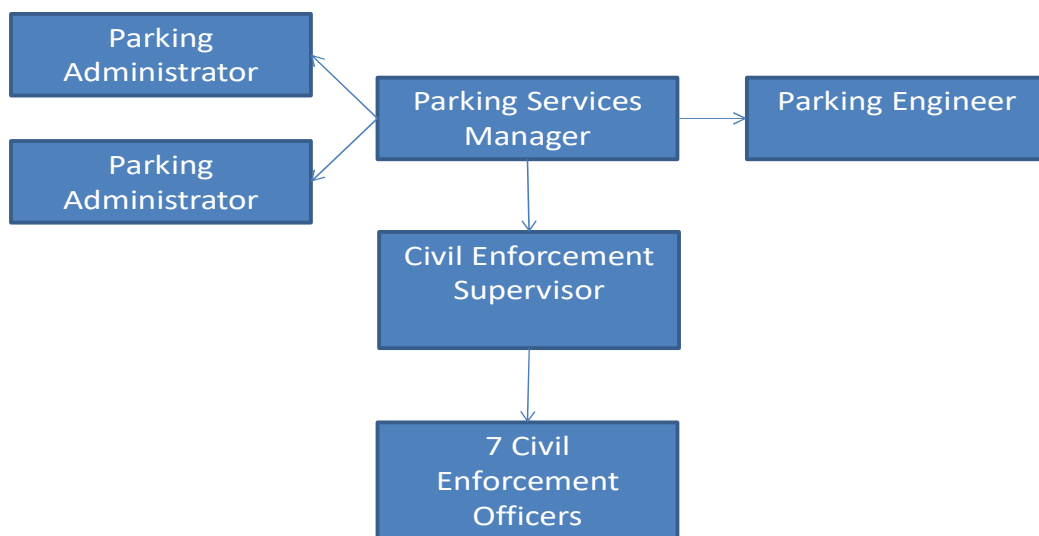 Parking
Administrator
Parking Services
Manager
Parking Engineer
Parking
Administrator
Civil Enforcement
Supervisor
7 Civil
Enforcement
Officers